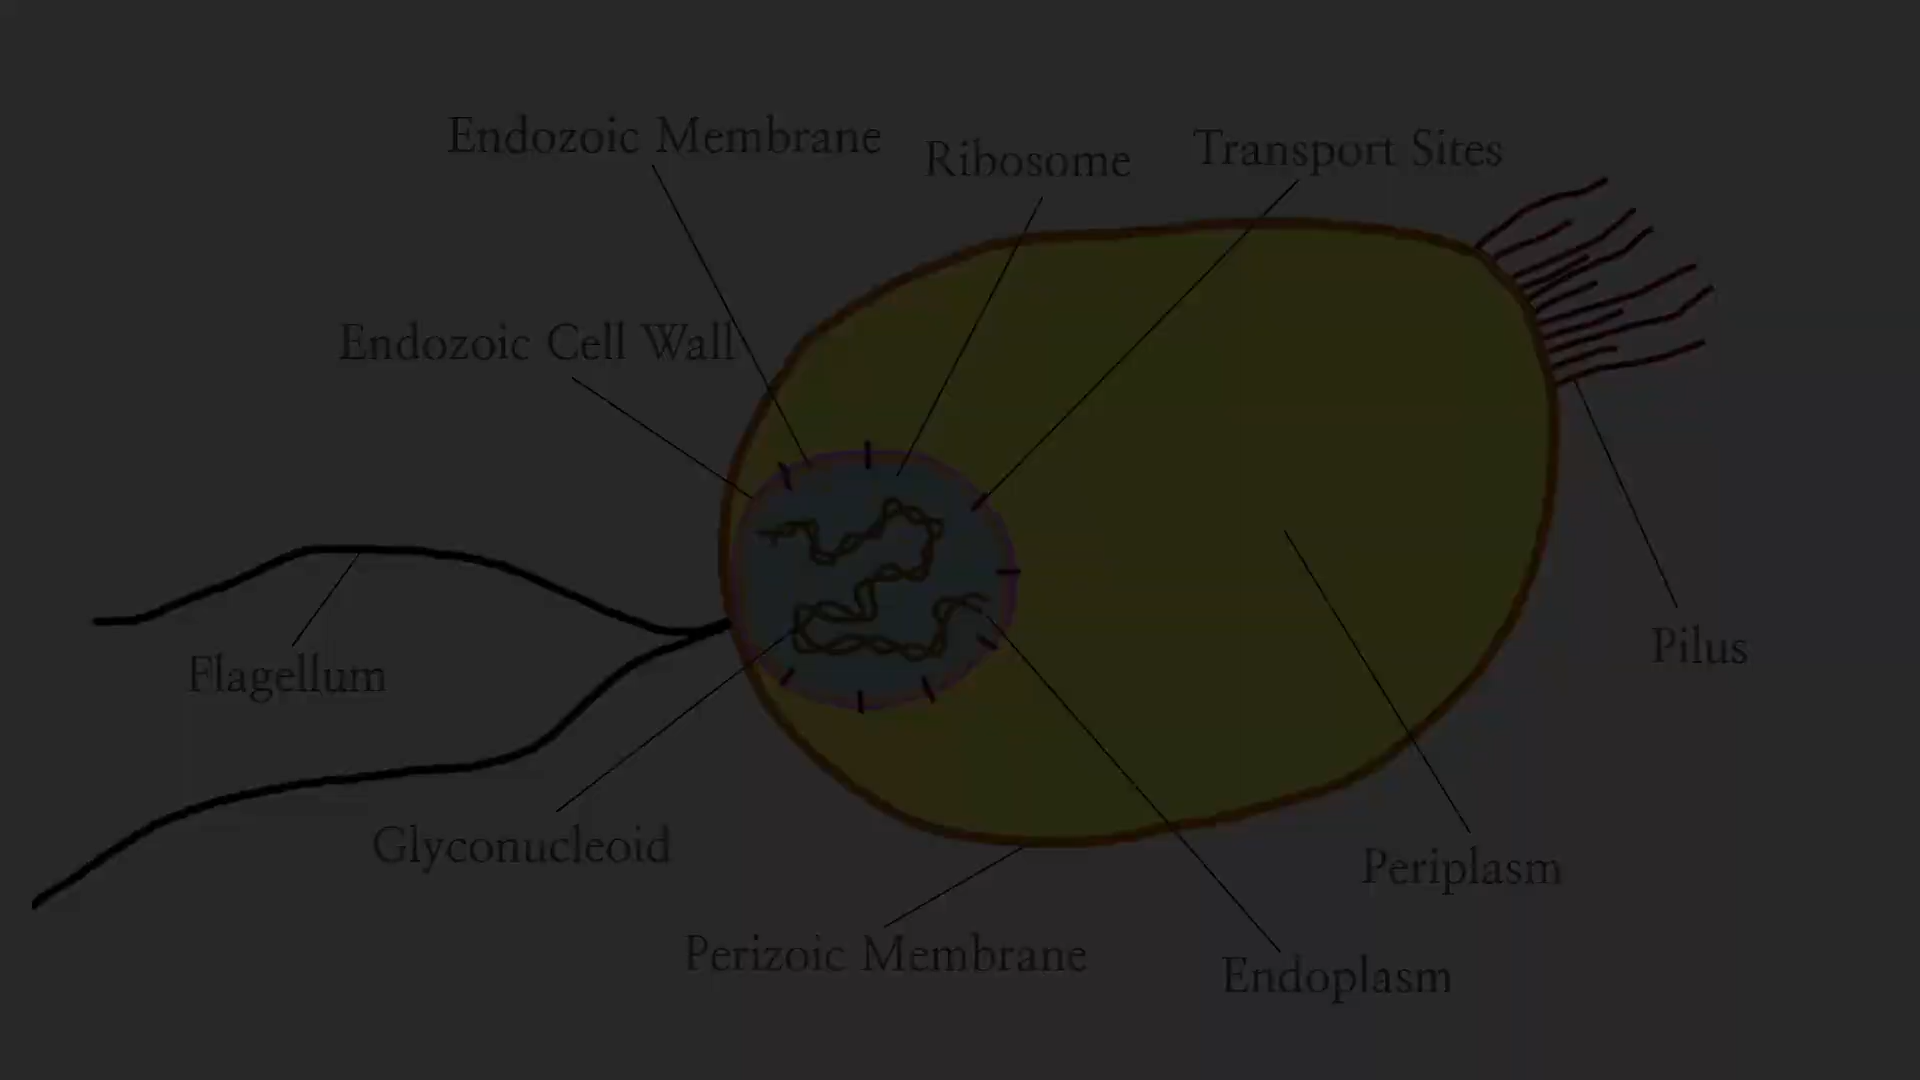 Endozoic Membrane
Ribosome
Transport Sites
Endozoic Cell Wall
Flagellum
Pilus
Glyconucleoid
Periplasm
Perizoic Membrane
Endoplasm